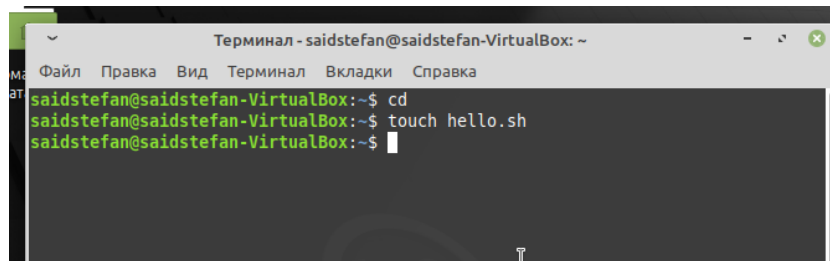 Терминал - saidstefan@saidstefan-VirtualBox: ~
Файл Правка Вид Терминал Вкладки Справка
saidstefan@saidstefan-VirtualBox:~$ cd
saidstefan@saidstefan-VirtualBox:~$ touch hello.sh
saidstefan@saidstefan-VirtualBox:~$